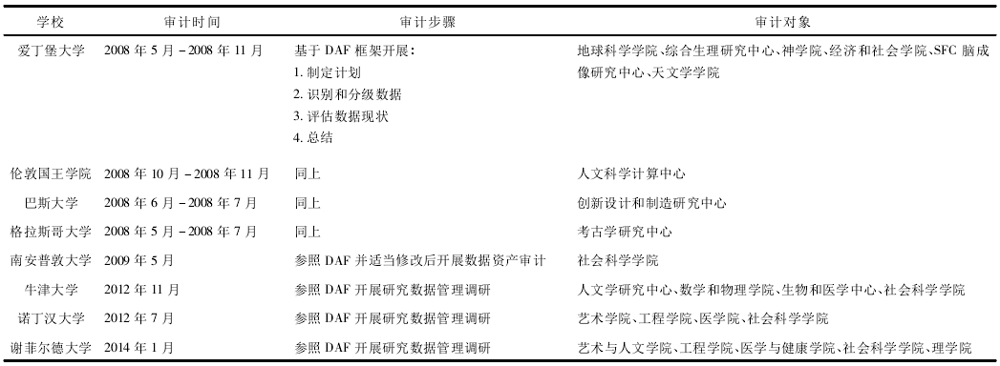 学校 审计时间 审计步骤 审计对象
爱丁堡大学 2008 年 5 月 -2008 年 11 月 基于 DAF 框架开展： 地球科学学院、综合生理研究中心、神学院、经济和社会学院、SFC 脑成
1. 制定计划 像研究中心、天文学学院
2. 识别和分级数据
3. 评估数据现状
4. 总结
伦敦国王学院 2008 年 10 月 -2008 年 11 月 同上 人文科学计算中心
巴斯大学 2008 年 6 月 -2008 年 7 月 同上 创新设计和制造研究中心
格拉斯哥大学 2008 年 5 月 -2008 年 7 月 同上 考古学研究中心
南安普敦大学 2009 年 5 月 参照 DAF 并适当修改后开展数据资产审计 社会科学学院
牛津大学 2012 年 11 月 参照 DAF 开展研究数据管理调研 人文学研究中心、数学和物理学院、生物和医学中心、社会科学学院
诺丁汉大学 2012 年 7 月 参照 DAF 开展研究数据管理调研 艺术学院、工程学院、医学院、社会科学学院
谢菲尔德大学 2014 年 1 月 参照 DAF 开展研究数据管理调研 艺术与人文学院、工程学院、医学与健康学院、社会科学学院、理学院